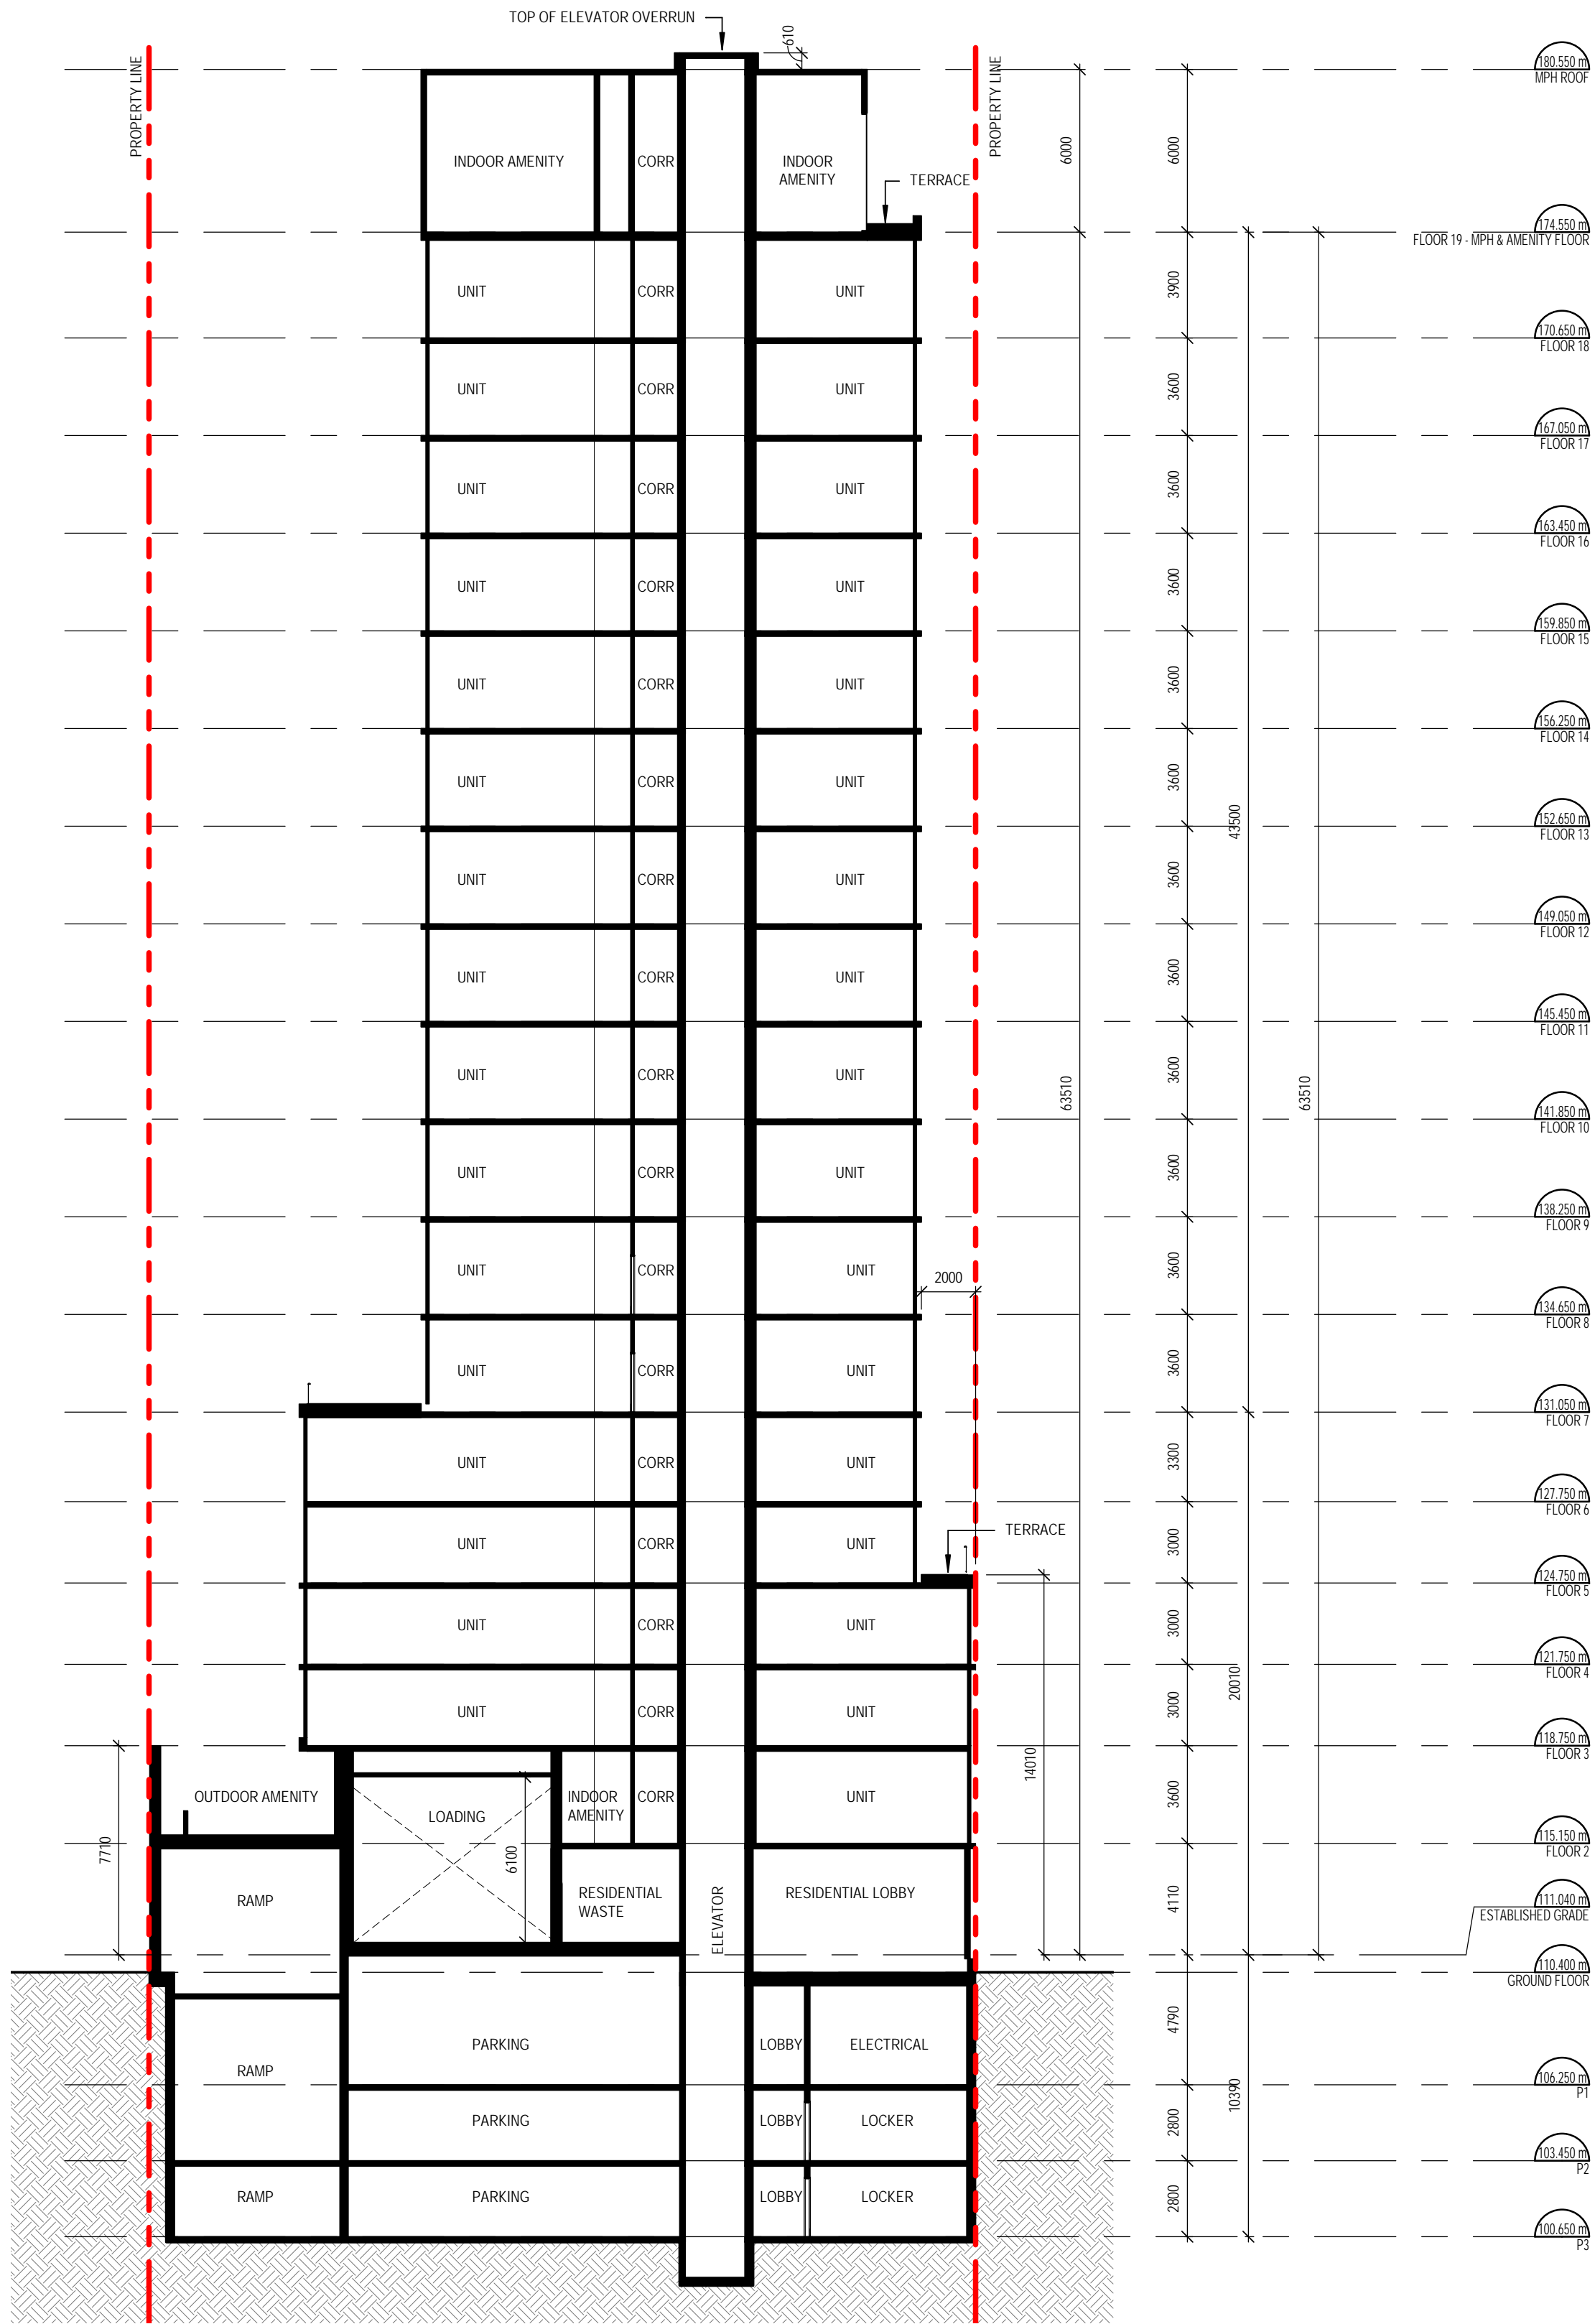 TOP OF ELEVATOR OVERRUN
610
PROPERTY LINE
PROPERTY LINE
180.550 m
MPH ROOF
INDOOR AMENITY
CORR
INDOOR
AMENITY
6000
6000
TERRACE
174.550 m
FLOOR 19 - MPH & AMENITY FLOOR
UNIT
CORR
UNIT
3900
170.650 m
FLOOR 18
UNIT
CORR
UNIT
3600
167.050 m
FLOOR 17
UNIT
CORR
UNIT
3600
163.450 m
FLOOR 16
UNIT
CORR
UNIT
3600
159.850 m
FLOOR 15
UNIT
CORR
UNIT
3600
156.250 m
FLOOR 14
UNIT
CORR
UNIT
3600
43500
152.650 m
FLOOR 13
UNIT
CORR
UNIT
3600
149.050 m
FLOOR 12
UNIT
CORR
UNIT
3600
145.450 m
FLOOR 11
UNIT
CORR
UNIT
63510
3600
63510
141.850 m
FLOOR 10
UNIT
CORR
UNIT
3600
138.250 m
FLOOR 9
UNIT
CORR
UNIT
2000
3600
134.650 m
FLOOR 8
UNIT
CORR
UNIT
3600
131.050 m
FLOOR 7
UNIT
CORR
UNIT
3300
127.750 m
FLOOR 6
TERRACE
UNIT
CORR
UNIT
3000
124.750 m
FLOOR 5
UNIT
CORR
UNIT
3000
121.750 m
FLOOR 4
UNIT
CORR
UNIT
3000
20010
118.750 m
FLOOR 3
OUTDOOR AMENITY
LOADING
INDOOR
AMENITY
CORR
UNIT
14010
3600
7710
6100
115.150 m
FLOOR 2
RAMP
RESIDENTIAL
WASTE
ELEVATOR
RESIDENTIAL LOBBY
4110
111.040 m
ESTABLISHED GRADE
110.400 m
GROUND FLOOR
RAMP
PARKING
LOBBY
ELECTRICAL
4790
106.250 m
P1
PARKING
LOBBY
LOCKER
2800
10390
103.450 m
P2
RAMP
PARKING
LOBBY
LOCKER
2800
100.650 m
P3